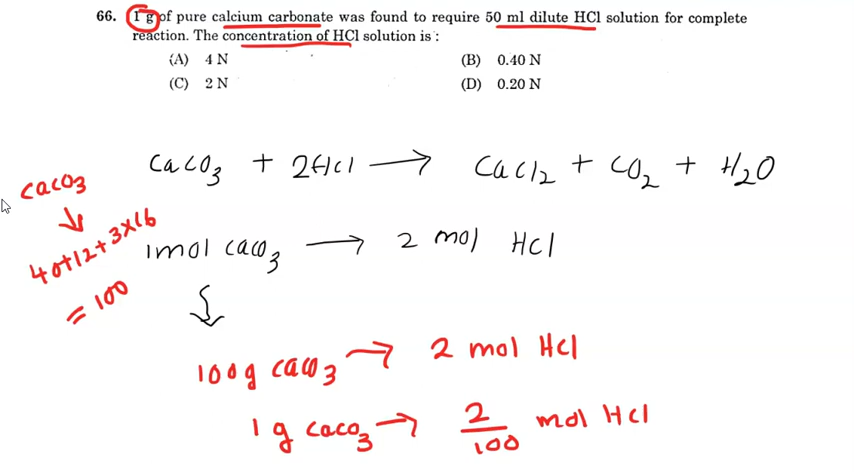 66. 1 g of pure calcium carbonate was found to require 50 ml dilute HCl solution for complete
reaction. The concentration of HCl solution is :
(A) 4 N (B) 0.40 N
(C) 2 N (D) 0.20 N
CaCO3 + 2HCl → CaCl2 + CO2 + H2O
CaCO3
↓
40+12+3×16
= 100
1mol CaCO3 → 2 mol HCl
↓
100g CaCO3 → 2 mol HCl
1g CaCO3 → 2/100 mol HCl